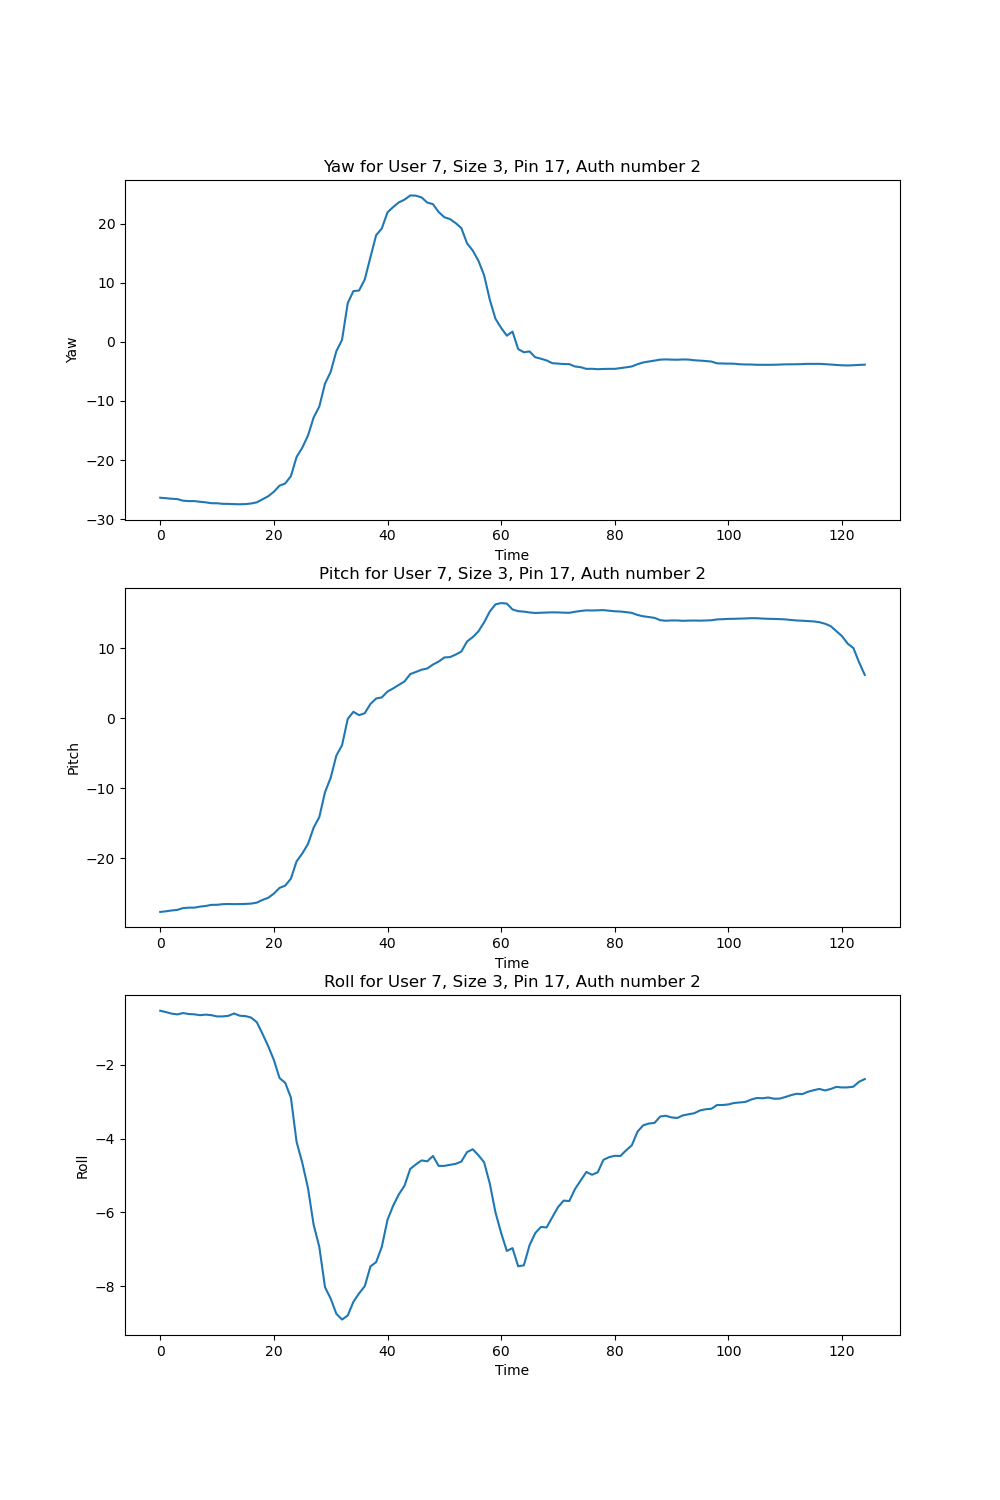 Yaw for User 7, Size 3, Pin 17, Auth number 2
20
10
0
−10
−20
−30
Yaw
0 20 40 60 80 100 120
Time
Pitch for User 7, Size 3, Pin 17, Auth number 2
10
0
−10
−20
Pitch
0 20 40 60 80 100 120
Time
Roll for User 7, Size 3, Pin 17, Auth number 2
−2
−4
−6
−8
Roll
0 20 40 60 80 100 120
Time